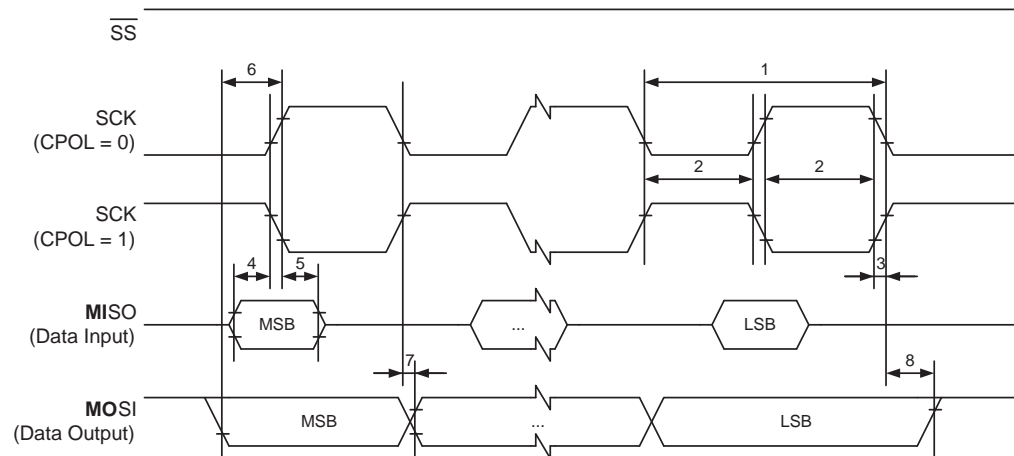 SS
6
1
SCK
(CPOL = 0)
2
2
SCK
(CPOL = 1)
4
5
3
MISO
(Data Input)
MSB
...
LSB
7
8
MOSI
(Data Output)
MSB
...
LSB